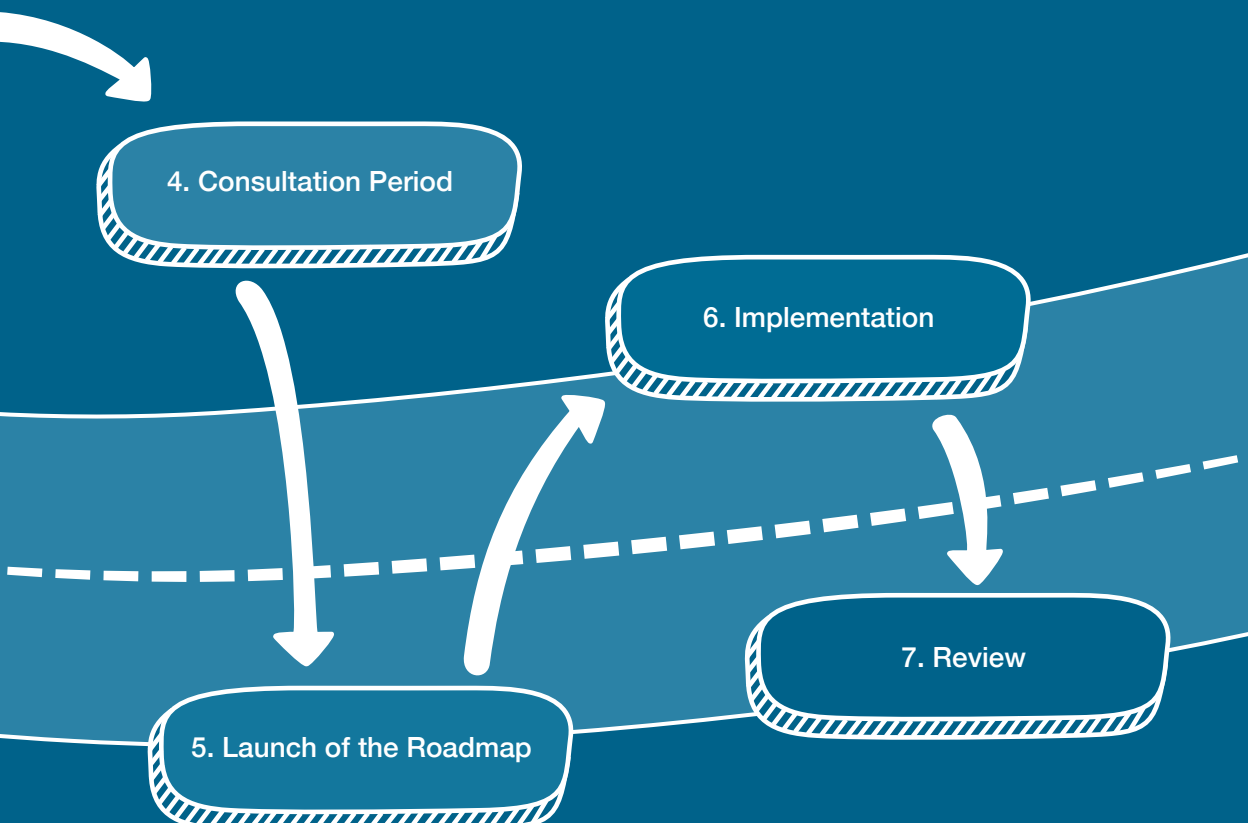 4. Consultation Period
5. Launch of the Roadmap
6. Implementation
7. Review